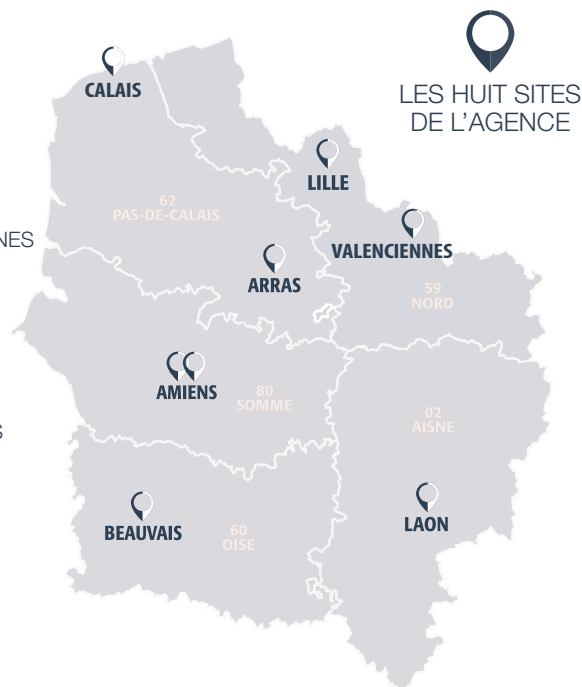 LES HUIT SITES
DE L'AGENCE
CALAIS
LILLE
62
PAS-DE-CALAIS
NES
VALENCIENNES
ARRAS
59
NORD
AMIENS
80
SOMME
02
AISNE
S
BEAUVAIS
60
OISE
LAON